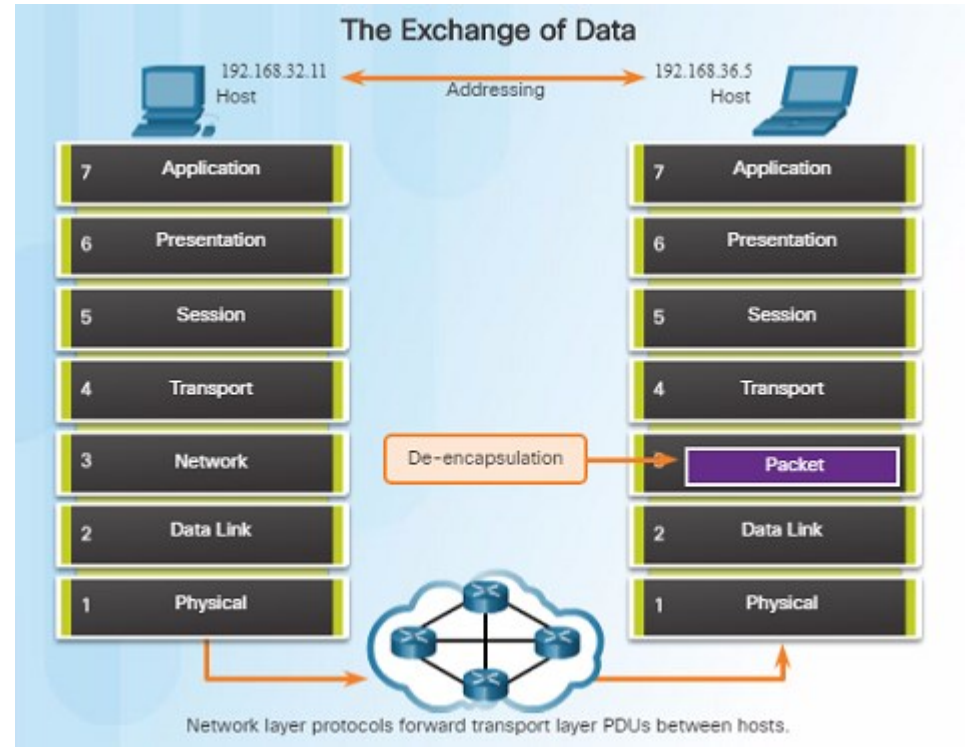 The Exchange of Data
192.168.32.11
Host
Addressing
192.168.36.5
Host
7 Application
6 Presentation
5 Session
4 Transport
3 Network
2 Data Link
1 Physical
De-encapsulation
7 Application
6 Presentation
5 Session
4 Transport
Packet
2 Data Link
1 Physical
Network layer protocols forward transport layer PDUs between hosts.